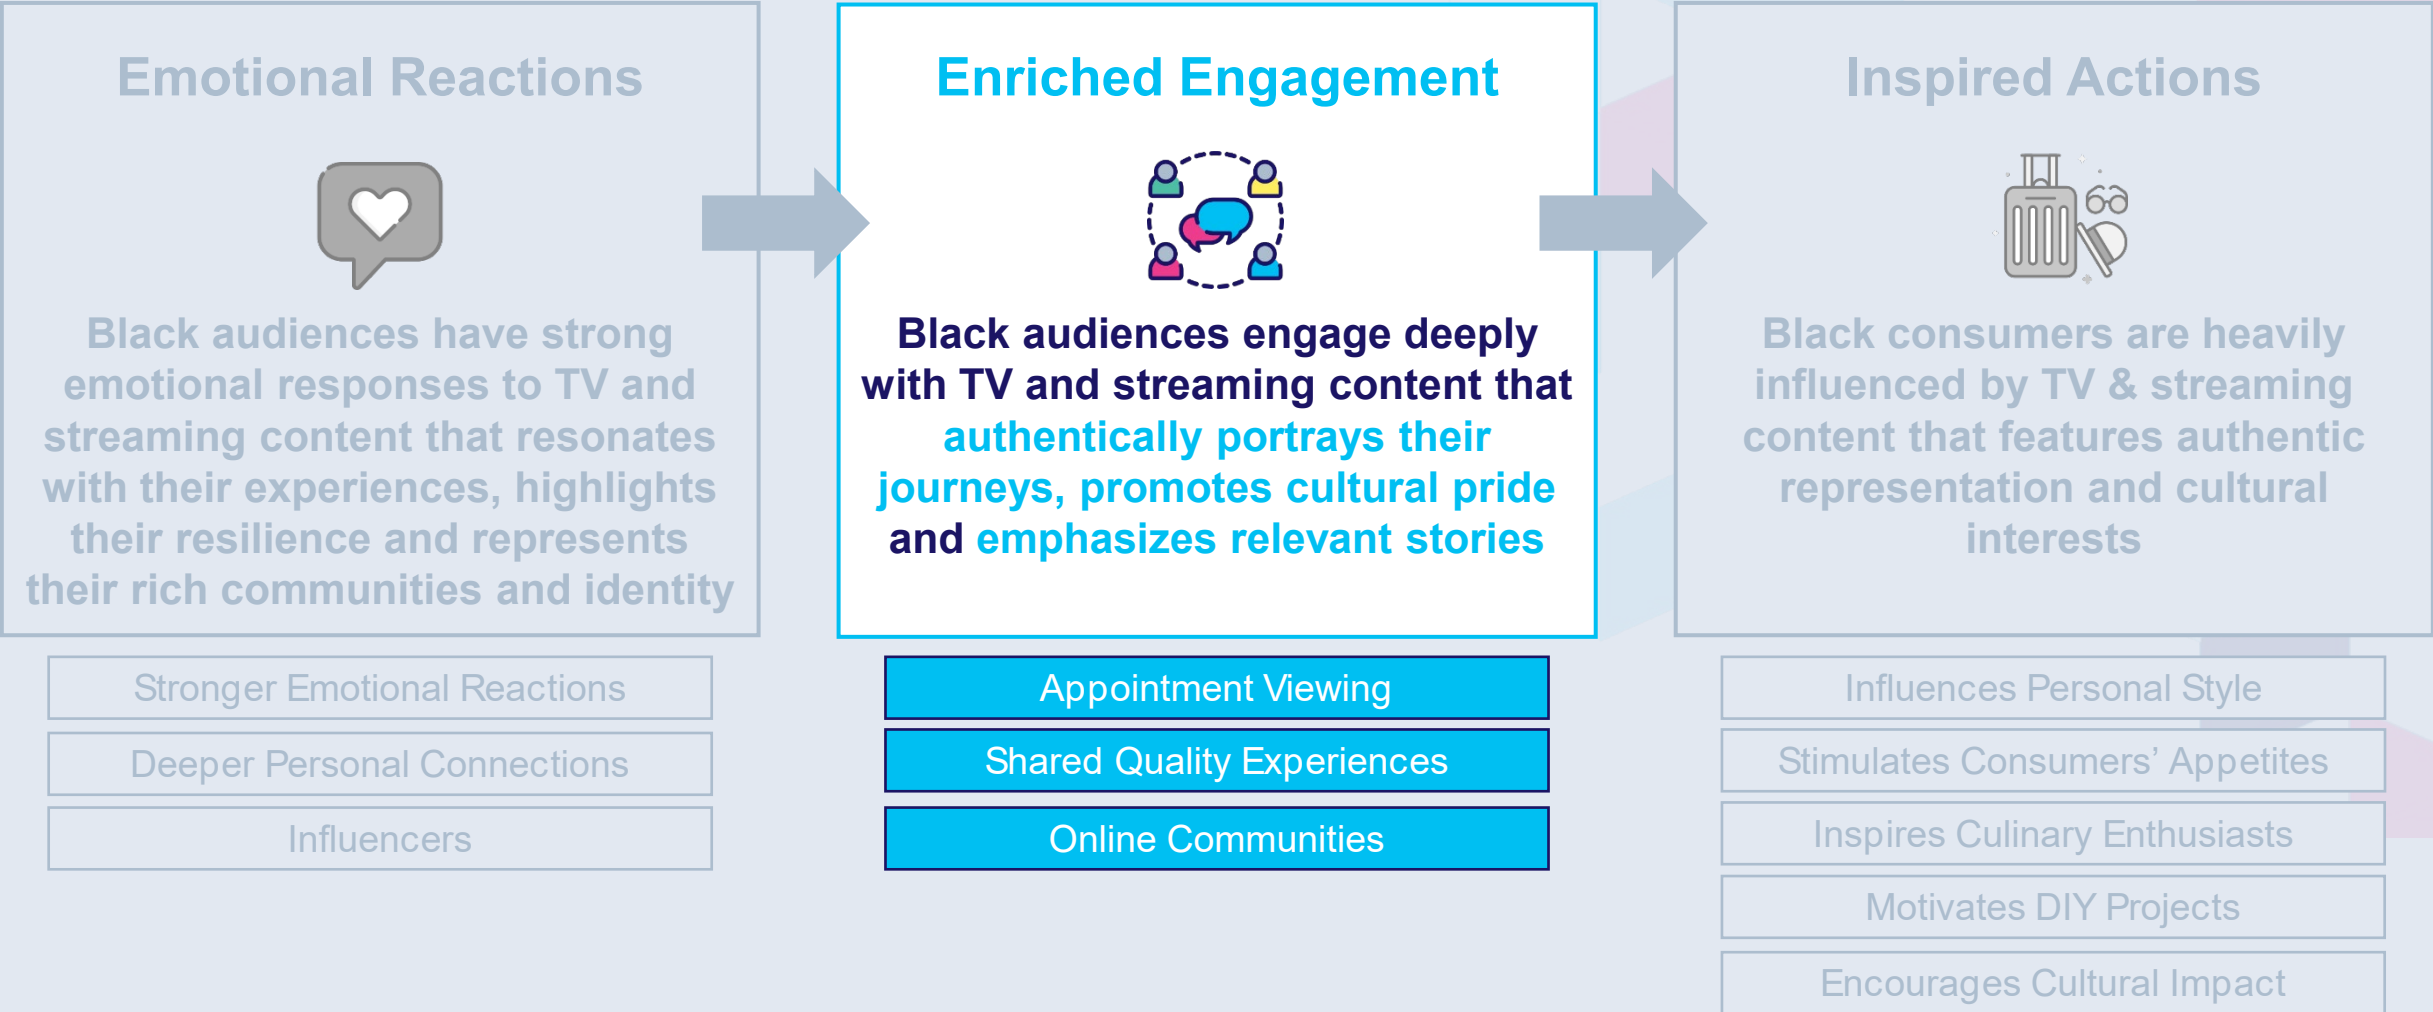 Emotional Reactions
Black audiences have strong
emotional responses to TV and
streaming content that resonates
with their experiences, highlights
their resilience and represents
their rich communities and identity
Stronger Emotional Reactions
Deeper Personal Connections
Influencers
Enriched Engagement
Black audiences engage deeply
with TV and streaming content that
authentically portrays their
journeys, promotes cultural pride
and emphasizes relevant stories
Appointment Viewing
Shared Quality Experiences
Online Communities
Inspired Actions
Black consumers are heavily
influenced by TV & streaming
content that features authentic
representation and cultural
interests
Influences Personal Style
Stimulates Consumers’ Appetites
Inspires Culinary Enthusiasts
Motivates DIY Projects
Encourages Cultural Impact